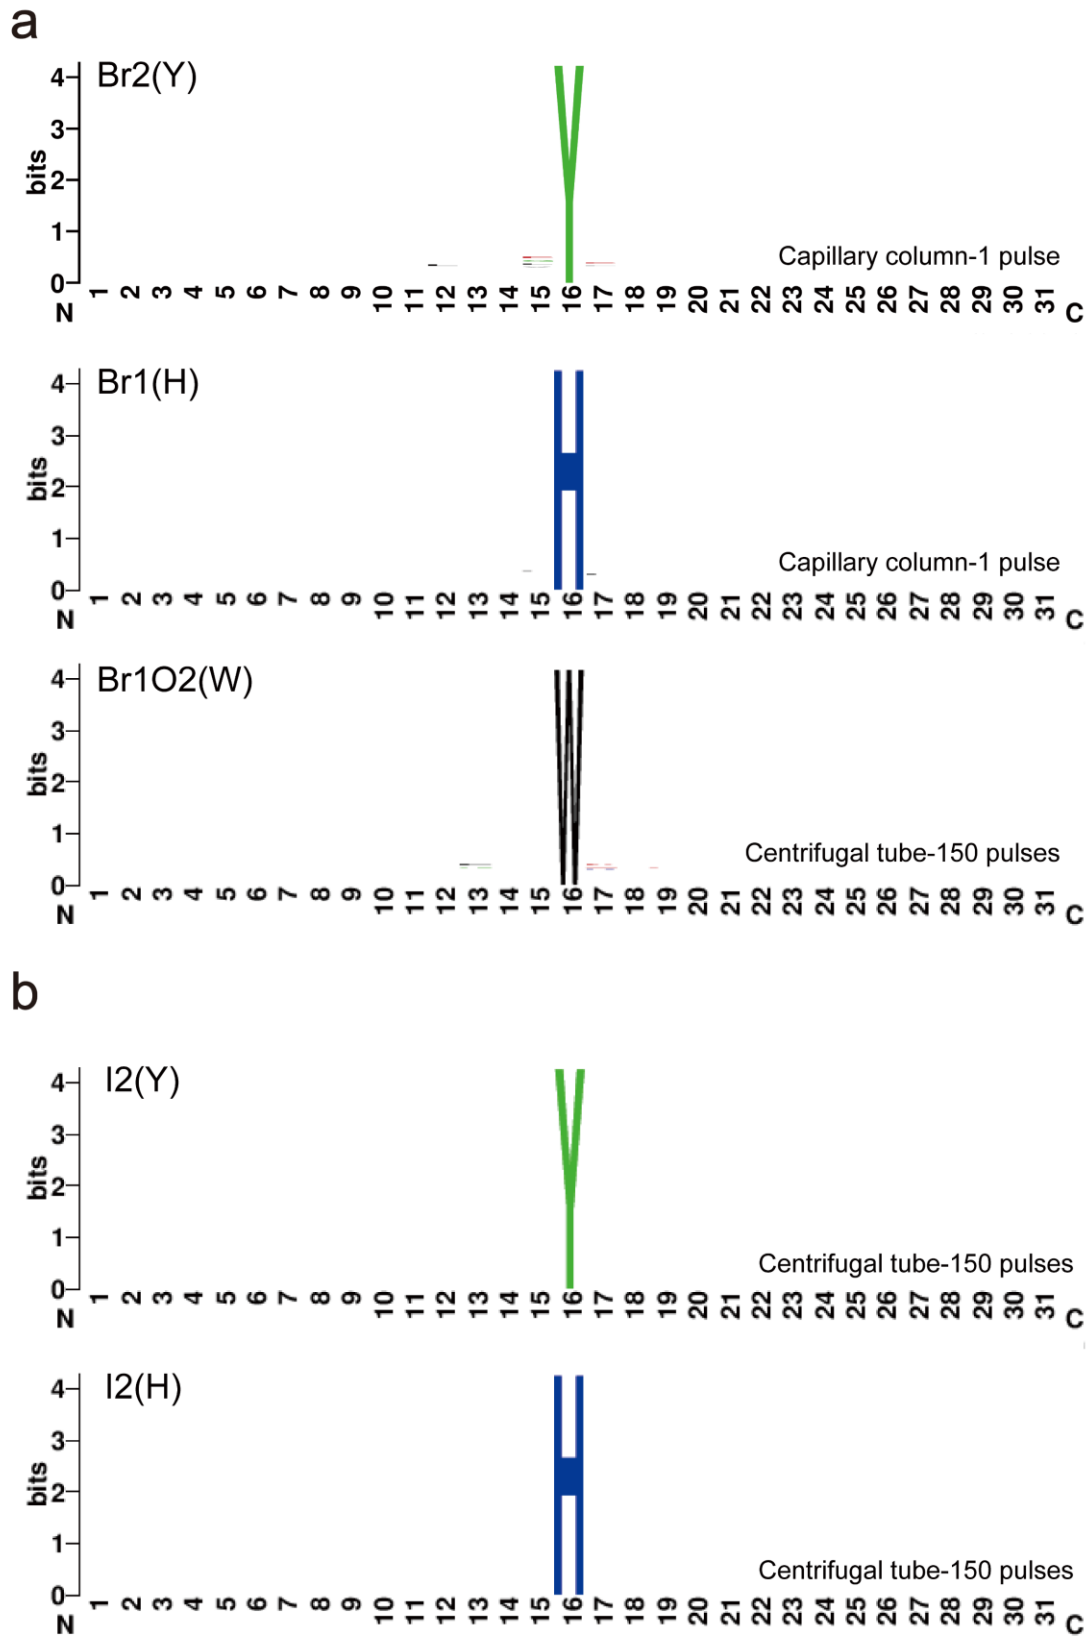 a
Br2(Y)
4
3
2
1
0
bits
Y
Capillary column-1 pulse
N 1 2 3 4 5 6 7 8 9 10 11 12 13 14 15 16 17 18 19 20 21 22 23 24 25 26 27 28 29 30 31 C
Br1(H)
4
3
2
1
0
bits
H
Capillary column-1 pulse
N 1 2 3 4 5 6 7 8 9 10 11 12 13 14 15 16 17 18 19 20 21 22 23 24 25 26 27 28 29 30 31 C
Br1O2(W)
4
3
2
1
0
bits
W
Centrifugal tube-150 pulses
N 1 2 3 4 5 6 7 8 9 10 11 12 13 14 15 16 17 18 19 20 21 22 23 24 25 26 27 28 29 30 31 C
b
I2(Y)
4
3
2
1
0
bits
Y
Centrifugal tube-150 pulses
N 1 2 3 4 5 6 7 8 9 10 11 12 13 14 15 16 17 18 19 20 21 22 23 24 25 26 27 28 29 30 31 C
I2(H)
4
3
2
1
0
bits
H
Centrifugal tube-150 pulses
N 1 2 3 4 5 6 7 8 9 10 11 12 13 14 15 16 17 18 19 20 21 22 23 24 25 26 27 28 29 30 31 C